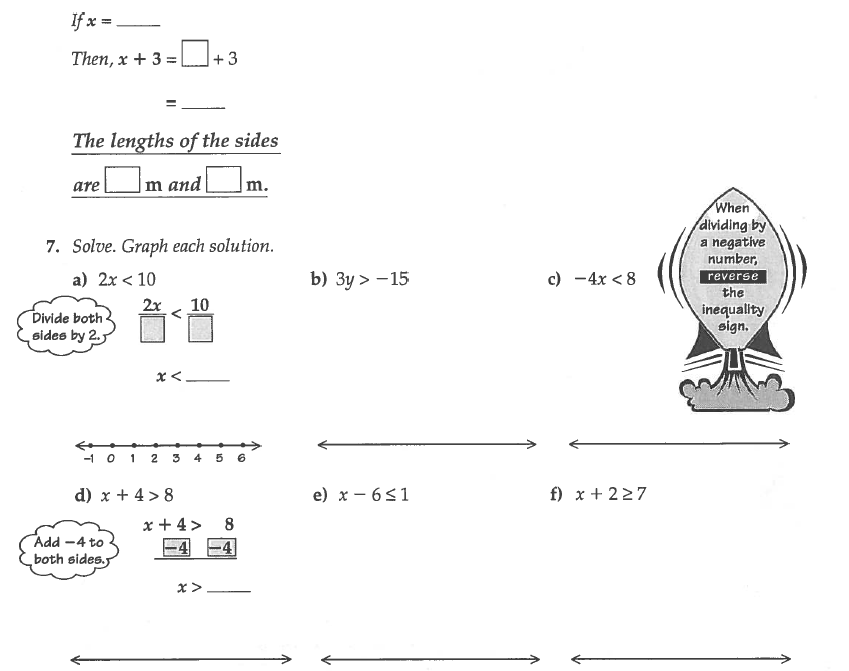 If x = ____
Then, x + 3 = □ + 3
= ____
The lengths of the sides
are □ m and □ m.
When
dividing by
a negative
number,
reverse
the
inequality
sign.
7. Solve. Graph each solution.
a) 2x < 10
b) 3y > −15
c) −4x < 8
Divide both
sides by 2.
2x/□ < 10/□
x < ____
-1 0 1 2 3 4 5 6
d) x + 4 > 8
e) x − 6 ≤ 1
f) x + 2 ≥ 7
Add −4 to
both sides.
x + 4 > 8
−4 −4
x > ____